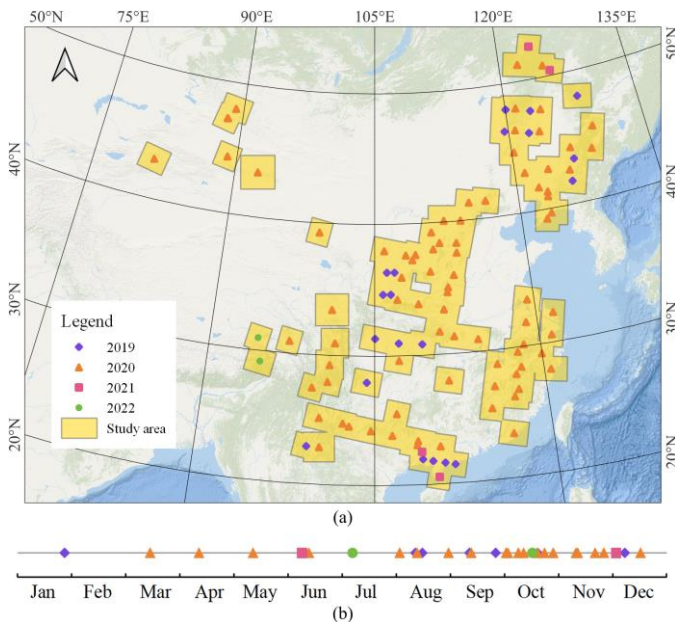 50°N 75°E 90°E 105°E 120°E 135°E
50°N
40°N
40°N
30°N
30°N
20°N
20°N
Legend
2019
2020
2021
2022
Study area
(a)
Jan Feb Mar Apr May Jun Jul Aug Sep Oct Nov Dec
(b)